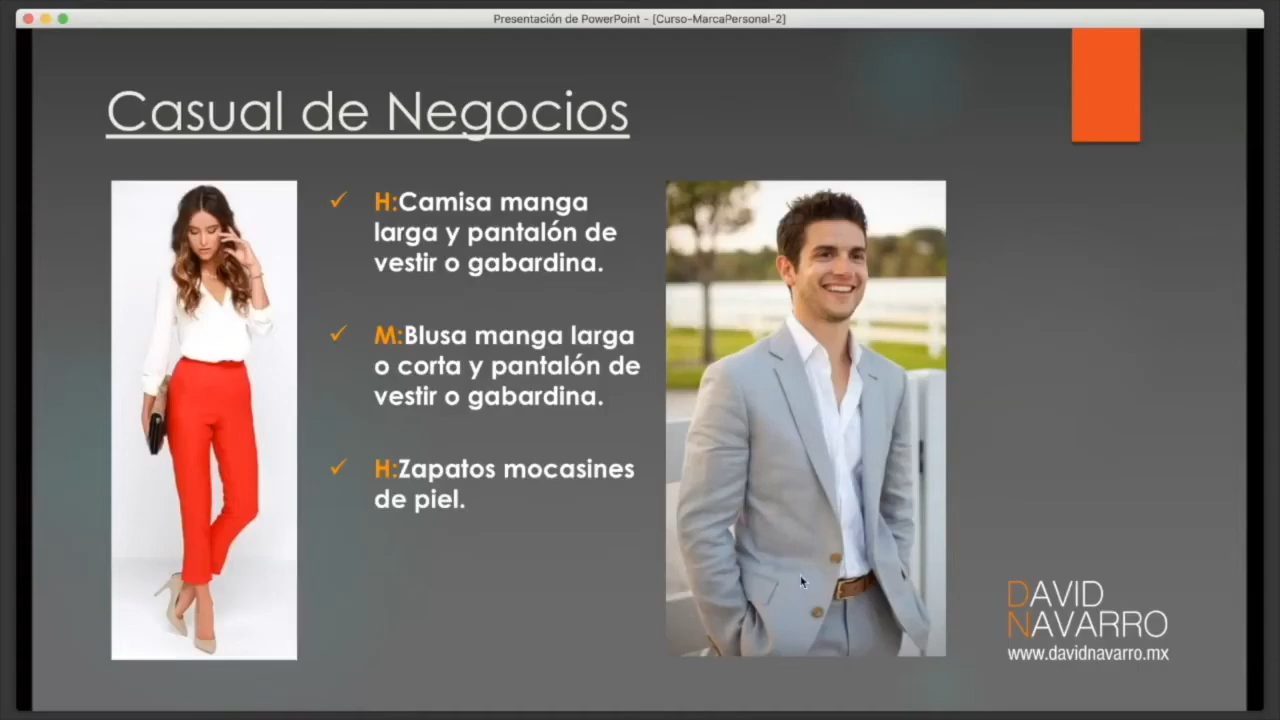 Presentación de PowerPoint - [Curso-MarcaPersonal-2]
Casual de Negocios
H:Camisa manga
larga y pantalón de
vestir o gabardina.
M:Blusa manga larga
o corta y pantalón de
vestir o gabardina.
H:Zapatos mocasines
de piel.
DAVID
NAVARRO
www.davidnavarro.mx